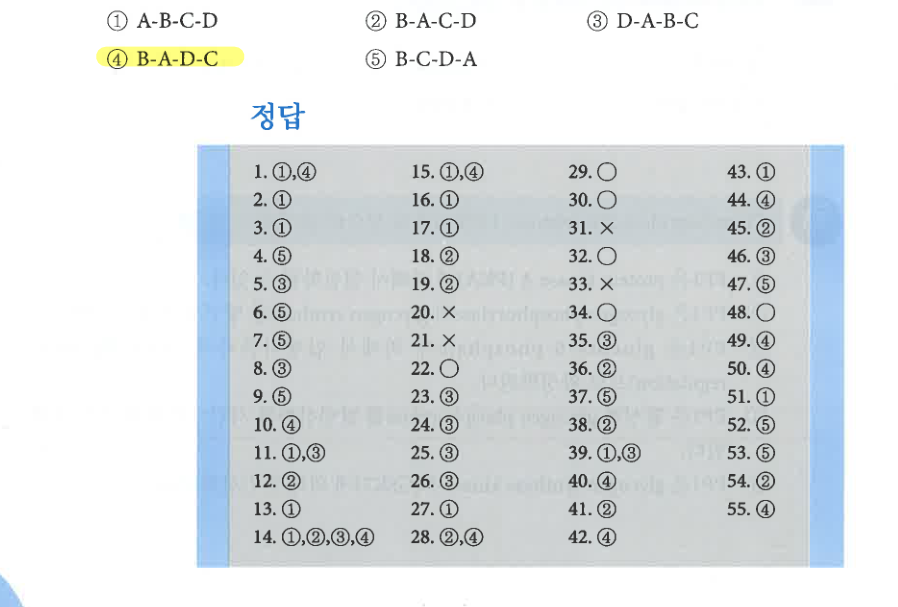 ① A-B-C-D ② B-A-C-D ③ D-A-B-C
④ B-A-D-C ⑤ B-C-D-A
정답
1. ①,④ 15. ①,④ 29. ○ 43. ①
2. ① 16. ① 30. ○ 44. ④
3. ① 17. ① 31. × 45. ②
4. ⑤ 18. ② 32. ○ 46. ③
5. ③ 19. ② 33. × 47. ⑤
6. ⑤ 20. × 34. ○ 48. ○
7. ⑤ 21. × 35. ③ 49. ④
8. ③ 22. ○ 36. ② 50. ④
9. ⑤ 23. ③ 37. ⑤ 51. ①
10. ④ 24. ③ 38. ② 52. ⑤
11. ①,③ 25. ③ 39. ①,③ 53. ⑤
12. ② 26. ③ 40. ④ 54. ②
13. ① 27. ① 41. ② 55. ④
14. ①,②,③,④ 28. ②,④ 42. ④